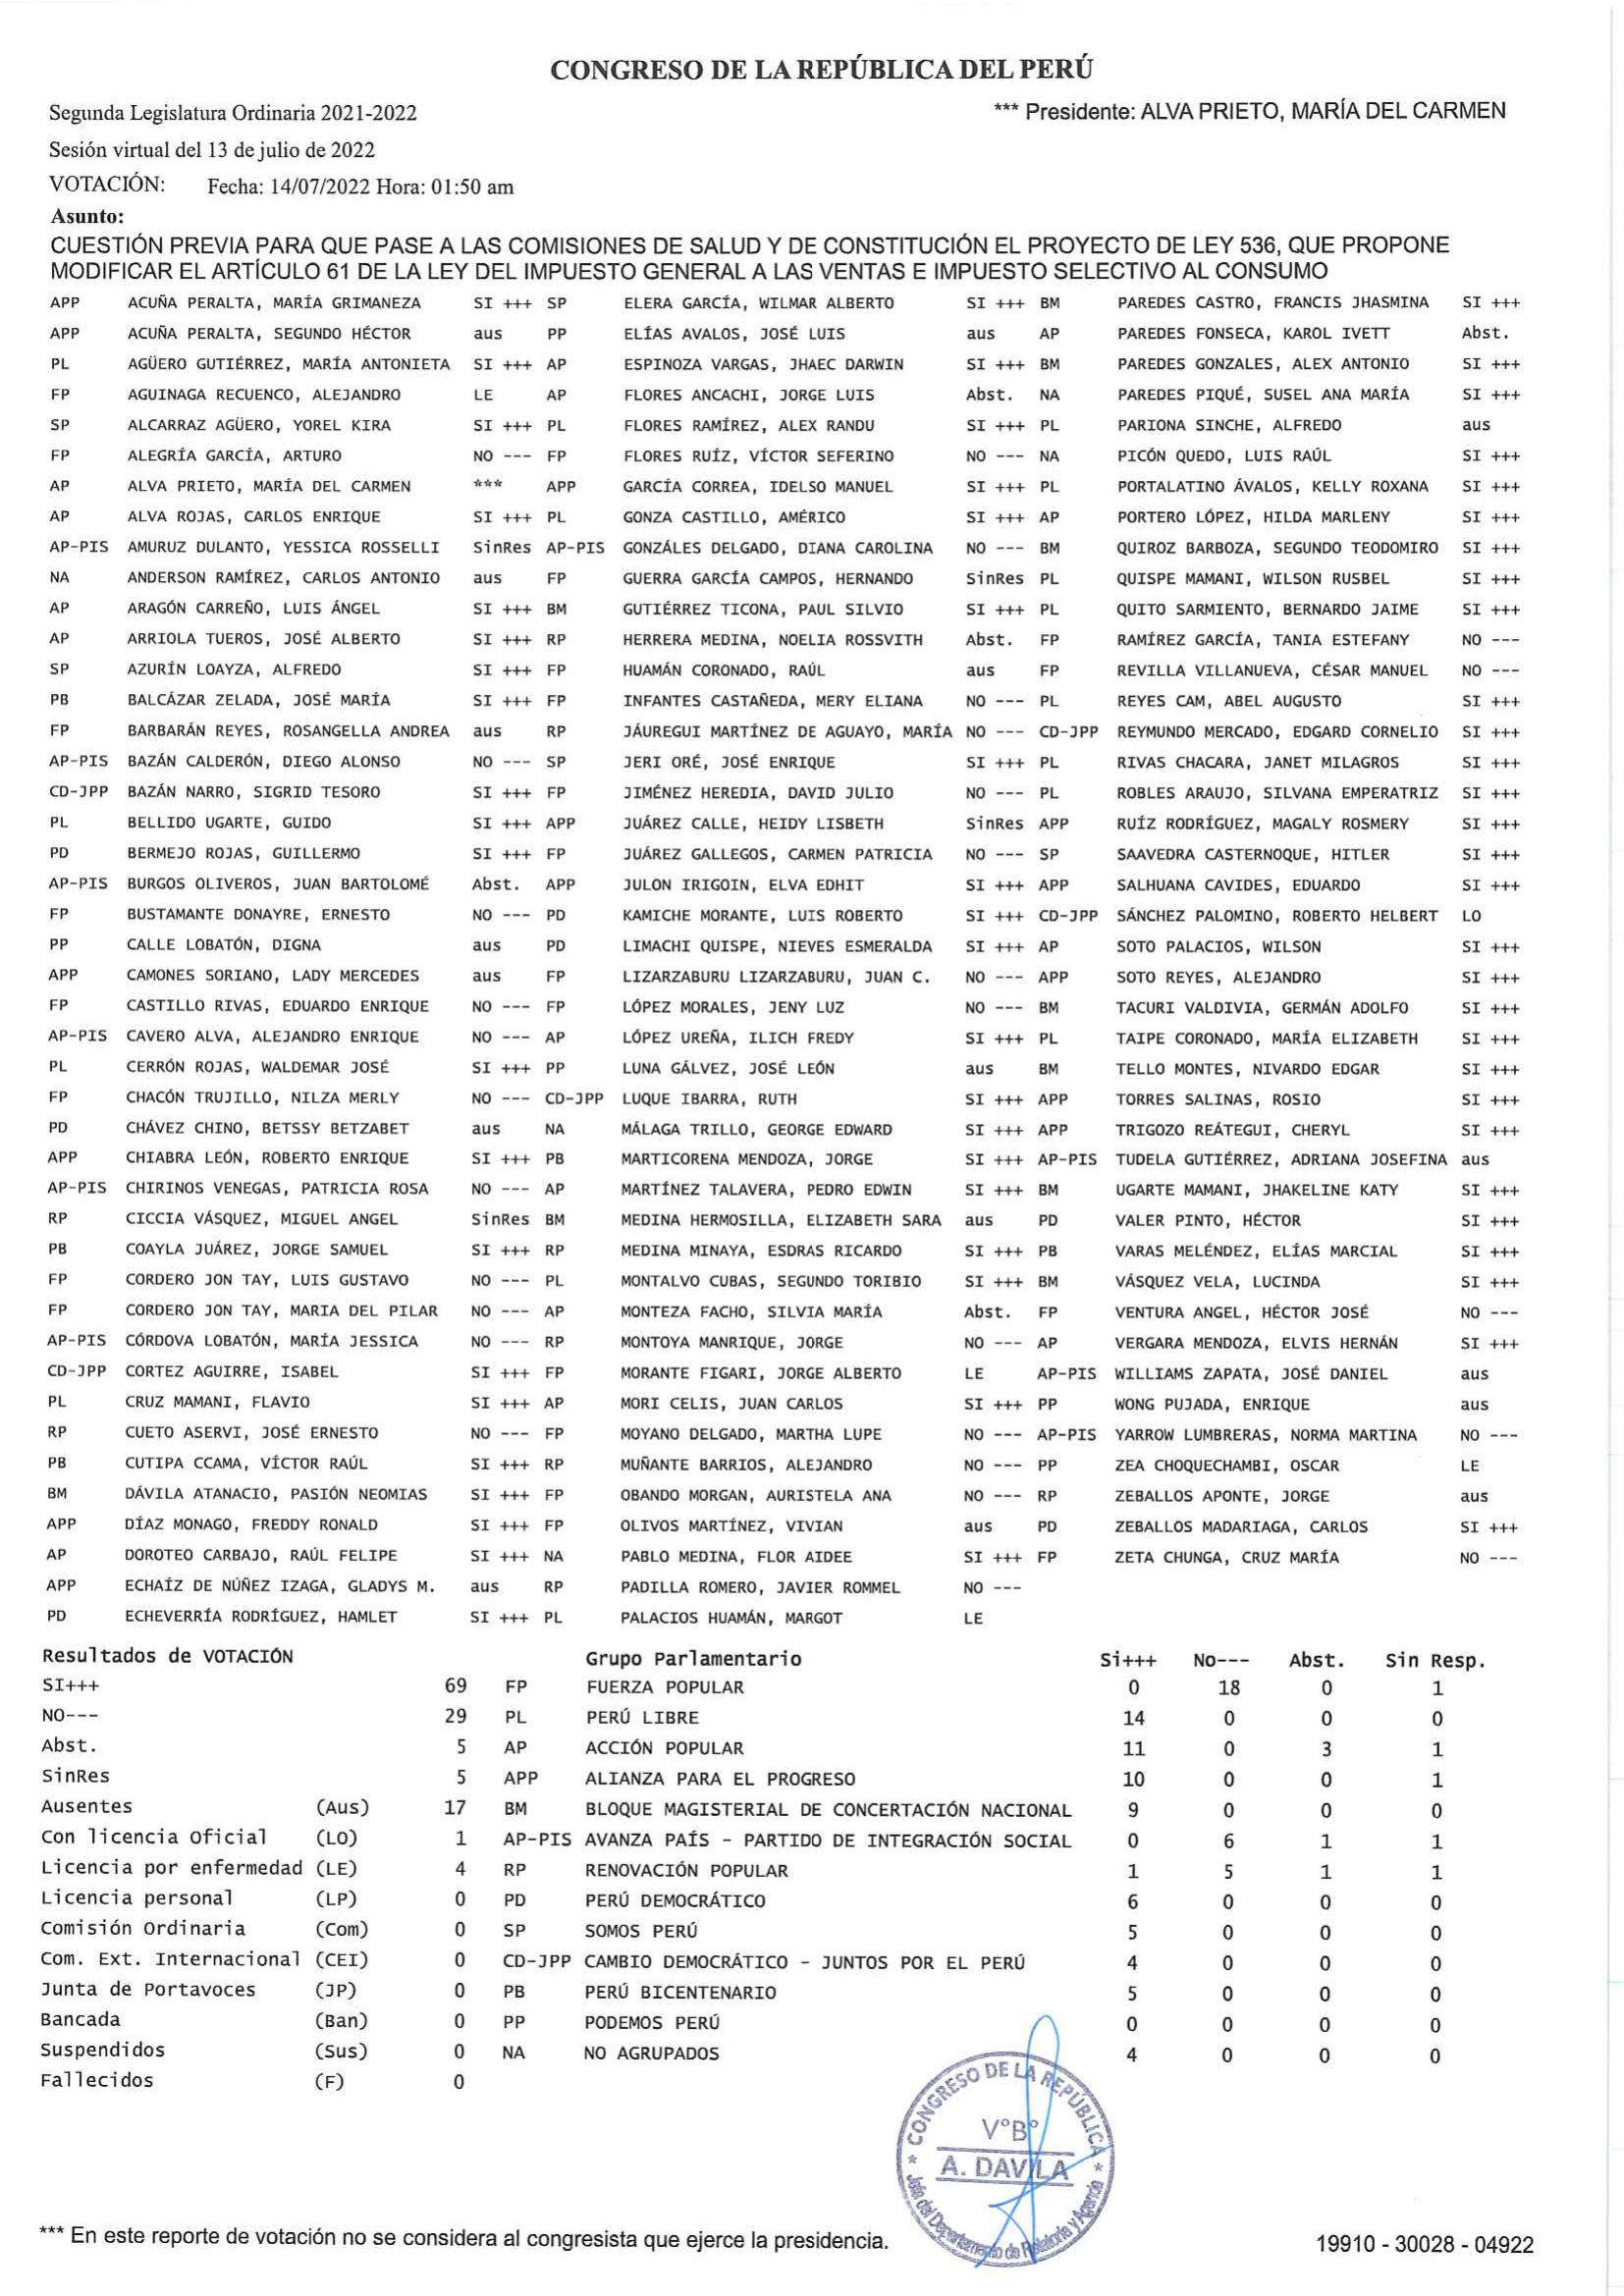 CONGRESO DE LA REPÚBLICA DEL PERÚ
Segunda Legislatura Ordinaria 2021-2022 *** Presidente: ALVA PRIETO, MARÍA DEL CARMEN
Sesión virtual del 13 de julio de 2022
VOTACIÓN: Fecha: 14/07/2022 Hora: 01:50 am
Asunto:
CUESTIÓN PREVIA PARA QUE PASE A LAS COMISIONES DE SALUD Y DE CONSTITUCIÓN EL PROYECTO DE LEY 536, QUE PROPONE
MODIFICAR EL ARTÍCULO 61 DE LA LEY DEL IMPUESTO GENERAL A LAS VENTAS E IMPUESTO SELECTIVO AL CONSUMO
APP ACUÑA PERALTA, MARÍA GRIMANEZA SI +++ SP ELERA GARCÍA, WILMAR ALBERTO SI +++ BM PAREDES CASTRO, FRANCIS JHASMINA SI +++
APP ACUÑA PERALTA, SEGUNDO HÉCTOR aus PP ELÍAS AVALOS, JOSÉ LUIS aus AP PAREDES FONSECA, KAROL IVETT Abst.
PL AGÜERO GUTIÉRREZ, MARÍA ANTONIETA SI +++ AP ESPINOZA VARGAS, JHAEC DARWIN SI +++ BM PAREDES GONZALES, ALEX ANTONIO SI +++
FP AGUINAGA RECUENCO, ALEJANDRO LE AP FLORES ANCACHI, JORGE LUIS Abst. NA PAREDES PIQUÉ, SUSEL ANA MARÍA SI +++
SP ALCARRAZ AGÜERO, YOREL KIRA SI +++ PL FLORES RAMÍREZ, ALEX RANDU SI +++ PL PARIONA SINCHE, ALFREDO aus
FP ALEGRÍA GARCÍA, ARTURO NO --- FP FLORES RUÍZ, VÍCTOR SEFERINO NO --- NA PICÓN QUEDO, LUIS RAÚL SI +++
AP ALVA PRIETO, MARÍA DEL CARMEN *** APP GARCÍA CORREA, IDELSO MANUEL SI +++ PL PORTALATINO ÁVALOS, KELLY ROXANA SI +++
AP ALVA ROJAS, CARLOS ENRIQUE SI +++ PL GONZA CASTILLO, AMÉRICO SI +++ AP PORTERO LÓPEZ, HILDA MARLENY SI +++
AP-PIS AMURUZ DULANTO, YESSICA ROSSELLI SinRes AP-PIS GONZÁLES DELGADO, DIANA CAROLINA NO --- BM QUIROZ BARBOZA, SEGUNDO TEODOMIRO SI +++
NA ANDERSON RAMÍREZ, CARLOS ANTONIO aus FP GUERRA GARCÍA CAMPOS, HERNANDO SinRes PL QUISPE MAMANI, WILSON RUSBEL SI +++
AP ARAGÓN CARREÑO, LUIS ÁNGEL SI +++ BM GUTIÉRREZ TICONA, PAUL SILVIO SI +++ PL QUITO SARMIENTO, BERNARDO JAIME SI +++
AP ARRIOLA TUEROS, JOSÉ ALBERTO SI +++ RP HERRERA MEDINA, NOELIA ROSSVITH Abst. FP RAMÍREZ GARCÍA, TANIA ESTEFANY NO ---
SP AZURÍN LOAYZA, ALFREDO SI +++ FP HUAMÁN CORONADO, RAÚL aus FP REVILLA VILLANUEVA, CÉSAR MANUEL NO ---
PB BALCÁZAR ZELADA, JOSÉ MARÍA SI +++ FP INFANTES CASTAÑEDA, MERY ELIANA NO --- PL REYES CAM, ABEL AUGUSTO SI +++
FP BARBARÁN REYES, ROSANGELLA ANDREA aus RP JÁUREGUI MARTÍNEZ DE AGUAYO, MARÍA NO --- CD-JPP REYMUNDO MERCADO, EDGARD CORNELIO SI +++
AP-PIS BAZÁN CALDERÓN, DIEGO ALONSO NO --- SP JERI ORÉ, JOSÉ ENRIQUE SI +++ PL RIVAS CHACARA, JANET MILAGROS SI +++
CD-JPP BAZÁN NARRO, SIGRID TESORO SI +++ FP JIMÉNEZ HEREDIA, DAVID JULIO NO --- PL ROBLES ARAUJO, SILVANA EMPERATRIZ SI +++
PL BELLIDO UGARTE, GUIDO SI +++ APP JUÁREZ CALLE, HEIDY LISBETH SinRes APP RUÍZ RODRÍGUEZ, MAGALY ROSMERY SI +++
PD BERMEJO ROJAS, GUILLERMO SI +++ FP JUÁREZ GALLEGOS, CARMEN PATRICIA NO --- SP SAAVEDRA CASTERNOQUE, HITLER SI +++
AP-PIS BURGOS OLIVEROS, JUAN BARTOLOMÉ Abst. APP JULON IRIGOIN, ELVA EDHIT SI +++ APP SALHUANA CAVIDES, EDUARDO SI +++
FP BUSTAMANTE DONAYRE, ERNESTO NO --- PD KAMICHE MORANTE, LUIS ROBERTO SI +++ CD-JPP SÁNCHEZ PALOMINO, ROBERTO HELBERT LO
PP CALLE LOBATÓN, DIGNA aus PD LIMACHI QUISPE, NIEVES ESMERALDA SI +++ AP SOTO PALACIOS, WILSON SI +++
APP CAMONES SORIANO, LADY MERCEDES aus FP LIZARZABURU LIZARZABURU, JUAN C. NO --- APP SOTO REYES, ALEJANDRO SI +++
FP CASTILLO RIVAS, EDUARDO ENRIQUE NO --- FP LÓPEZ MORALES, JENY LUZ NO --- BM TACURI VALDIVIA, GERMÁN ADOLFO SI +++
AP-PIS CAVERO ALVA, ALEJANDRO ENRIQUE NO --- AP LÓPEZ UREÑA, ILICH FREDY SI +++ PL TAIPE CORONADO, MARÍA ELIZABETH SI +++
PL CERRÓN ROJAS, WALDEMAR JOSÉ SI +++ PP LUNA GÁLVEZ, JOSÉ LEÓN aus BM TELLO MONTES, NIVARDO EDGAR SI +++
FP CHACÓN TRUJILLO, NILZA MERLY NO --- CD-JPP LUQUE IBARRA, RUTH SI +++ APP TORRES SALINAS, ROSIO SI +++
PD CHÁVEZ CHINO, BETSSY BETZABET aus NA MÁLAGA TRILLO, GEORGE EDWARD SI +++ APP TRIGOZO REÁTEGUI, CHERYL SI +++
APP CHIABRA LEÓN, ROBERTO ENRIQUE SI +++ PB MARTICORENA MENDOZA, JORGE SI +++ AP-PIS TUDELA GUTIÉRREZ, ADRIANA JOSEFINA aus
AP-PIS CHIRINOS VENEGAS, PATRICIA ROSA NO --- AP MARTÍNEZ TALAVERA, PEDRO EDWIN SI +++ BM UGARTE MAMANI, JHAKELINE KATY SI +++
RP CICCIA VÁSQUEZ, MIGUEL ANGEL SinRes BM MEDINA HERMOSILLA, ELIZABETH SARA aus PD VALER PINTO, HÉCTOR SI +++
PB COAYLA JUÁREZ, JORGE SAMUEL SI +++ RP MEDINA MINAYA, ESDRAS RICARDO SI +++ PB VARAS MELÉNDEZ, ELÍAS MARCIAL SI +++
FP CORDERO JON TAY, LUIS GUSTAVO NO --- PL MONTALVO CUBAS, SEGUNDO TORIBIO SI +++ BM VÁSQUEZ VELA, LUCINDA SI +++
FP CORDERO JON TAY, MARIA DEL PILAR NO --- AP MONTEZA FACHO, SILVIA MARÍA Abst. FP VENTURA ANGEL, HÉCTOR JOSÉ NO ---
AP-PIS CÓRDOVA LOBATÓN, MARÍA JESSICA NO --- RP MONTOYA MANRIQUE, JORGE NO --- AP VERGARA MENDOZA, ELVIS HERNÁN SI +++
CD-JPP CORTEZ AGUIRRE, ISABEL SI +++ FP MORANTE FIGARI, JORGE ALBERTO LE AP-PIS WILLIAMS ZAPATA, JOSÉ DANIEL aus
PL CRUZ MAMANI, FLAVIO SI +++ AP MORI CELIS, JUAN CARLOS SI +++ PP WONG PUJADA, ENRIQUE aus
RP CUETO ASERVI, JOSÉ ERNESTO NO --- FP MOYANO DELGADO, MARTHA LUPE NO --- AP-PIS YARROW LUMBRERAS, NORMA MARTINA NO ---
PB CUTIPA CCAMA, VÍCTOR RAÚL SI +++ RP MUÑANTE BARRIOS, ALEJANDRO NO --- PP ZEA CHOQUECHAMBI, OSCAR LE
BM DÁVILA ATANACIO, PASIÓN NEOMIAS SI +++ FP OBANDO MORGAN, AURISTELA ANA NO --- RP ZEBALLOS APONTE, JORGE aus
APP DÍAZ MONAGO, FREDDY RONALD SI +++ FP OLIVOS MARTÍNEZ, VIVIAN aus PD ZEBALLOS MADARIAGA, CARLOS SI +++
AP DOROTEO CARBAJO, RAÚL FELIPE SI +++ NA PABLO MEDINA, FLOR AIDEE SI +++ FP ZETA CHUNGA, CRUZ MARÍA NO ---
APP ECHAÍZ DE NÚÑEZ IZAGA, GLADYS M. aus RP PADILLA ROMERO, JAVIER ROMMEL NO ---
PD ECHEVERRÍA RODRÍGUEZ, HAMLET SI +++ PL PALACIOS HUAMÁN, MARGOT LE
Resultados de VOTACIÓN Grupo Parlamentario Si+++ No--- Abst. Sin Resp.
SI+++ 69 FP FUERZA POPULAR 0 18 0 1
NO--- 29 PL PERÚ LIBRE 14 0 0 0
Abst. 5 AP ACCIÓN POPULAR 11 0 3 1
SinRes 5 APP ALIANZA PARA EL PROGRESO 10 0 0 1
Ausentes (Aus) 17 BM BLOQUE MAGISTERIAL DE CONCERTACIÓN NACIONAL 9 0 0 0
Con licencia Oficial (LO) 1 AP-PIS AVANZA PAÍS - PARTIDO DE INTEGRACIÓN SOCIAL 0 6 1 1
Licencia por enfermedad (LE) 4 RP RENOVACIÓN POPULAR 1 5 1 1
Licencia personal (LP) 0 PD PERÚ DEMOCRÁTICO 6 0 0 0
Comisión Ordinaria (Com) 0 SP SOMOS PERÚ 5 0 0 0
Com. Ext. Internacional (CEI) 0 CD-JPP CAMBIO DEMOCRÁTICO - JUNTOS POR EL PERÚ 4 0 0 0
Junta de Portavoces (JP) 0 PB PERÚ BICENTENARIO 5 0 0 0
Bancada (Ban) 0 PP PODEMOS PERÚ 0 0 0 0
Suspendidos (Sus) 0 NA NO AGRUPADOS 4 0 0 0
Fallecidos (F) 0
* CONGRESO DE LA REPÚBLICA *
V°B°
A. DAVILA
Jefe del Departamento de Relatoría y Agenda
*** En este reporte de votación no se considera al congresista que ejerce la presidencia. 19910 - 30028 - 04922